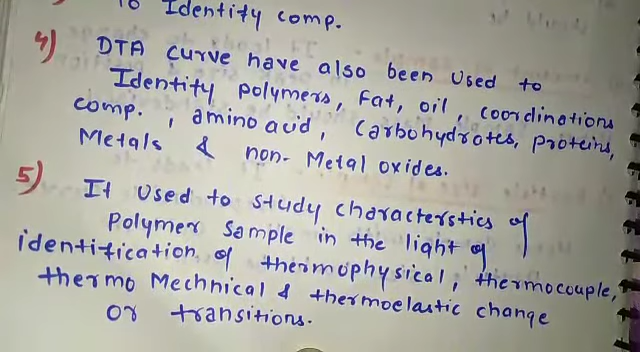 to Identify comp.
4) DTA curve have also been used to
Identify polymers, fat, oil, coordinations
comp., amino acid, carbohydrates, proteins,
Metals & non-Metal oxides.
5) It used to study characterstics of
polymer sample in the light of
identification of thermophysical, thermocouple,
thermo Mechnical & thermoelastic change
or transitions.